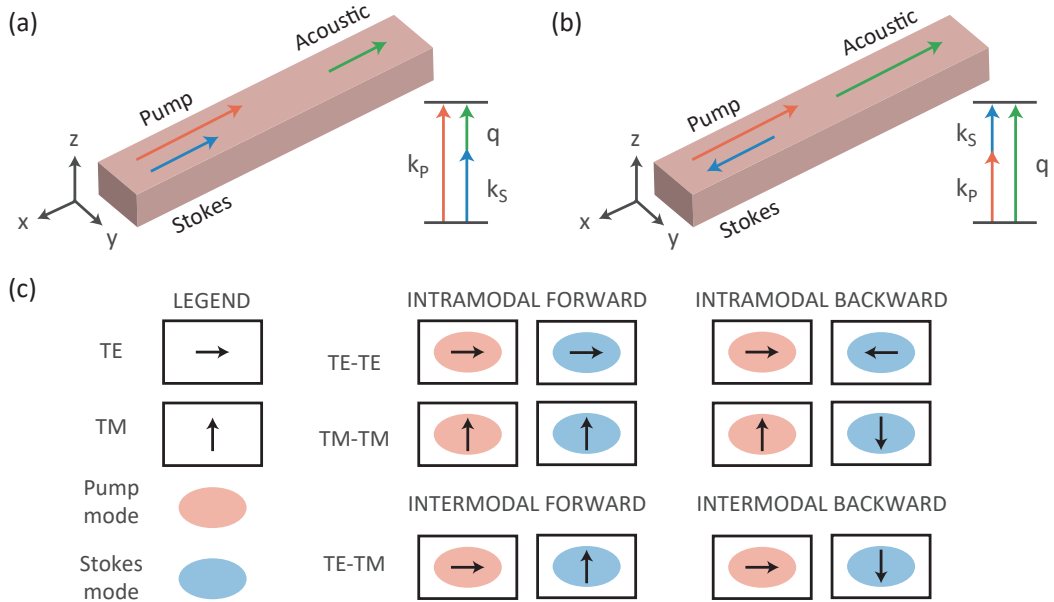 (a)
Acoustic
Pump
Stokes
z
x
y
k_P
q
k_S
(b)
Acoustic
Pump
Stokes
z
x
y
k_S
k_P
q
(c)
LEGEND
TE
TM
Pump
mode
Stokes
mode
INTRAMODAL FORWARD
INTRAMODAL BACKWARD
TE-TE
TM-TM
INTERMODAL FORWARD
INTERMODAL BACKWARD
TE-TM